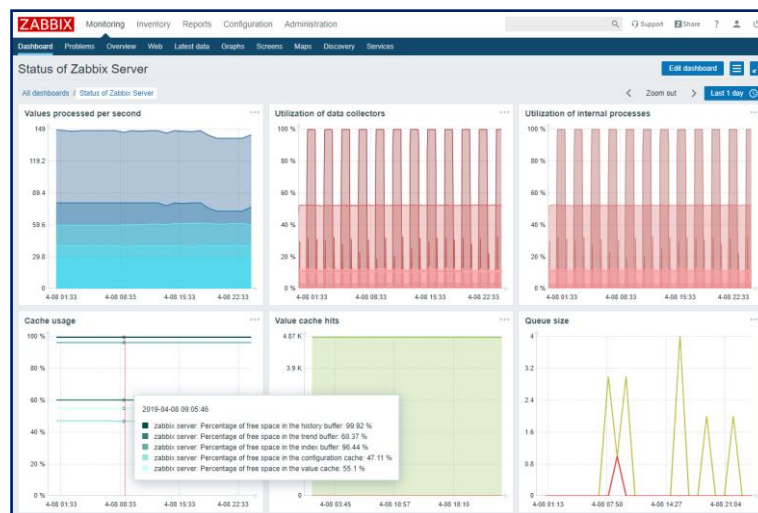 ZABBIX Monitoring Inventory Reports Configuration Administration Support Share ?
Dashboard Problems Overview Web Latest data Graphs Screens Maps Discovery Services
Status of Zabbix Server Edit dashboard
All dashboards / Status of Zabbix Server Zoom out Last 1 day
Values processed per second
149
119.2
89.4
59.6
29.8
0
4-08 01:33 4-08 08:33 4-08 15:33 4-08 22:33
Utilization of data collectors
100 %
80 %
60 %
40 %
20 %
0 %
4-08 01:33 4-08 08:33 4-08 15:33 4-08 22:33
Utilization of internal processes
100 %
80 %
60 %
40 %
20 %
0 %
4-08 01:33 4-08 08:33 4-08 15:33 4-08 22:33
Cache usage
100 %
80 %
60 %
40 %
20 %
0 %
4-08 01:33 4-08 08:33 4-08 15:33 4-08 22:33
2019-04-08 09:05:46
zabbix server: Percentage of free space in the history buffer: 99.92 %
zabbix server: Percentage of free space in the trend buffer: 60.37 %
zabbix server: Percentage of free space in the index buffer: 96.44 %
zabbix server: Percentage of free space in the configuration cache: 47.11 %
zabbix server: Percentage of free space in the value cache: 55.1 %
Value cache hits
4.87 K
3.9 K
4-08 03:45 4-08 10:57 4-08 18:10
Queue size
4
3.2
2.4
1.6
0.8
0
4-08 01:13 4-08 07:50 4-08 14:27 4-08 21:04